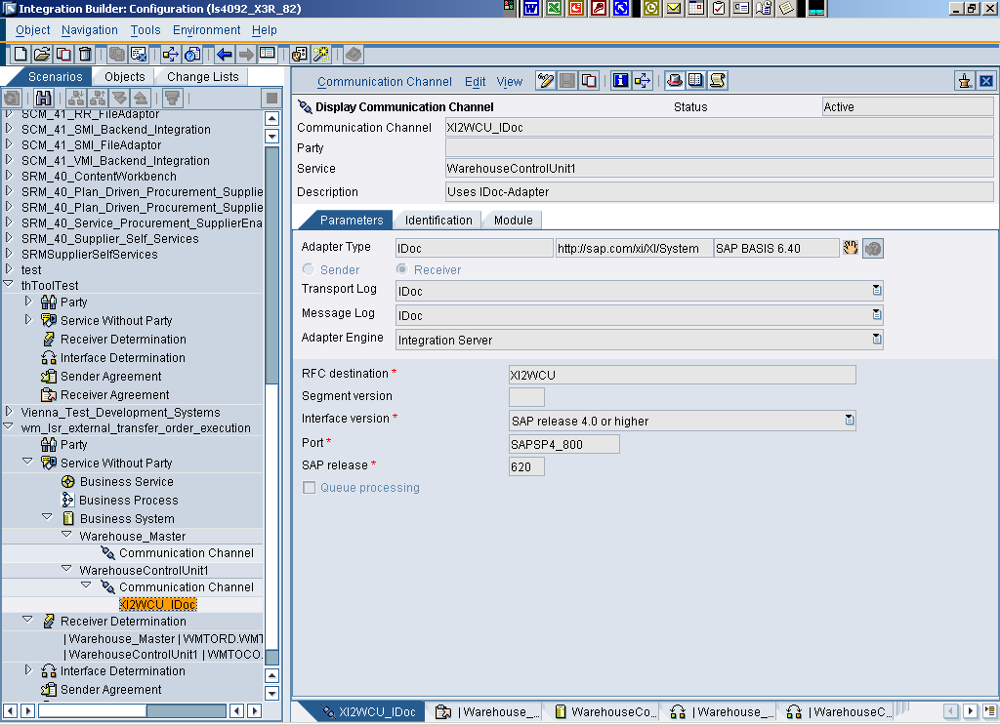 Integration Builder: Configuration (ls4092_X3R_82)
Object Navigation Tools Environment Help
Scenarios Objects Change Lists
SCM_41_RR_FileAdaptor
SCM_41_SMI_Backend_Integration
SCM_41_SMI_FileAdaptor
SCM_41_VMI_Backend_Integration
SRM_40_ContentWorkbench
SRM_40_Plan_Driven_Procurement_Supplie
SRM_40_Plan_Driven_Procurement_Supplie
SRM_40_Service_Procurement_SupplierEna
SRM_40_Supplier_Self_Services
SRMSupplierSelfServices
test
thToolTest
Party
Service Without Party
Receiver Determination
Interface Determination
Sender Agreement
Receiver Agreement
Vienna_Test_Development_Systems
wm_lsr_external_transfer_order_execution
Party
Service Without Party
Business Service
Business Process
Business System
Warehouse_Master
Communication Channel
WarehouseControlUnit1
Communication Channel
XI2WCU_IDoc
Receiver Determination
| Warehouse_Master | WMTORD.WMT
| WarehouseControlUnit1 | WMTOCO.
Interface Determination
Sender Agreement
Communication Channel Edit View
Display Communication Channel Status Active
Communication Channel XI2WCU_IDoc
Party
Service WarehouseControlUnit1
Description Uses IDoc-Adapter
Parameters Identification Module
Adapter Type IDoc http://sap.com/xi/XI/System SAP BASIS 6.40
Sender Receiver
Transport Log IDoc
Message Log IDoc
Adapter Engine Integration Server
RFC destination * XI2WCU
Segment version
Interface version * SAP release 4.0 or higher
Port * SAPSP4_800
SAP release * 620
Queue processing
XI2WCU_IDoc | Warehouse_... WarehouseCo... | Warehouse_... | WarehouseC...